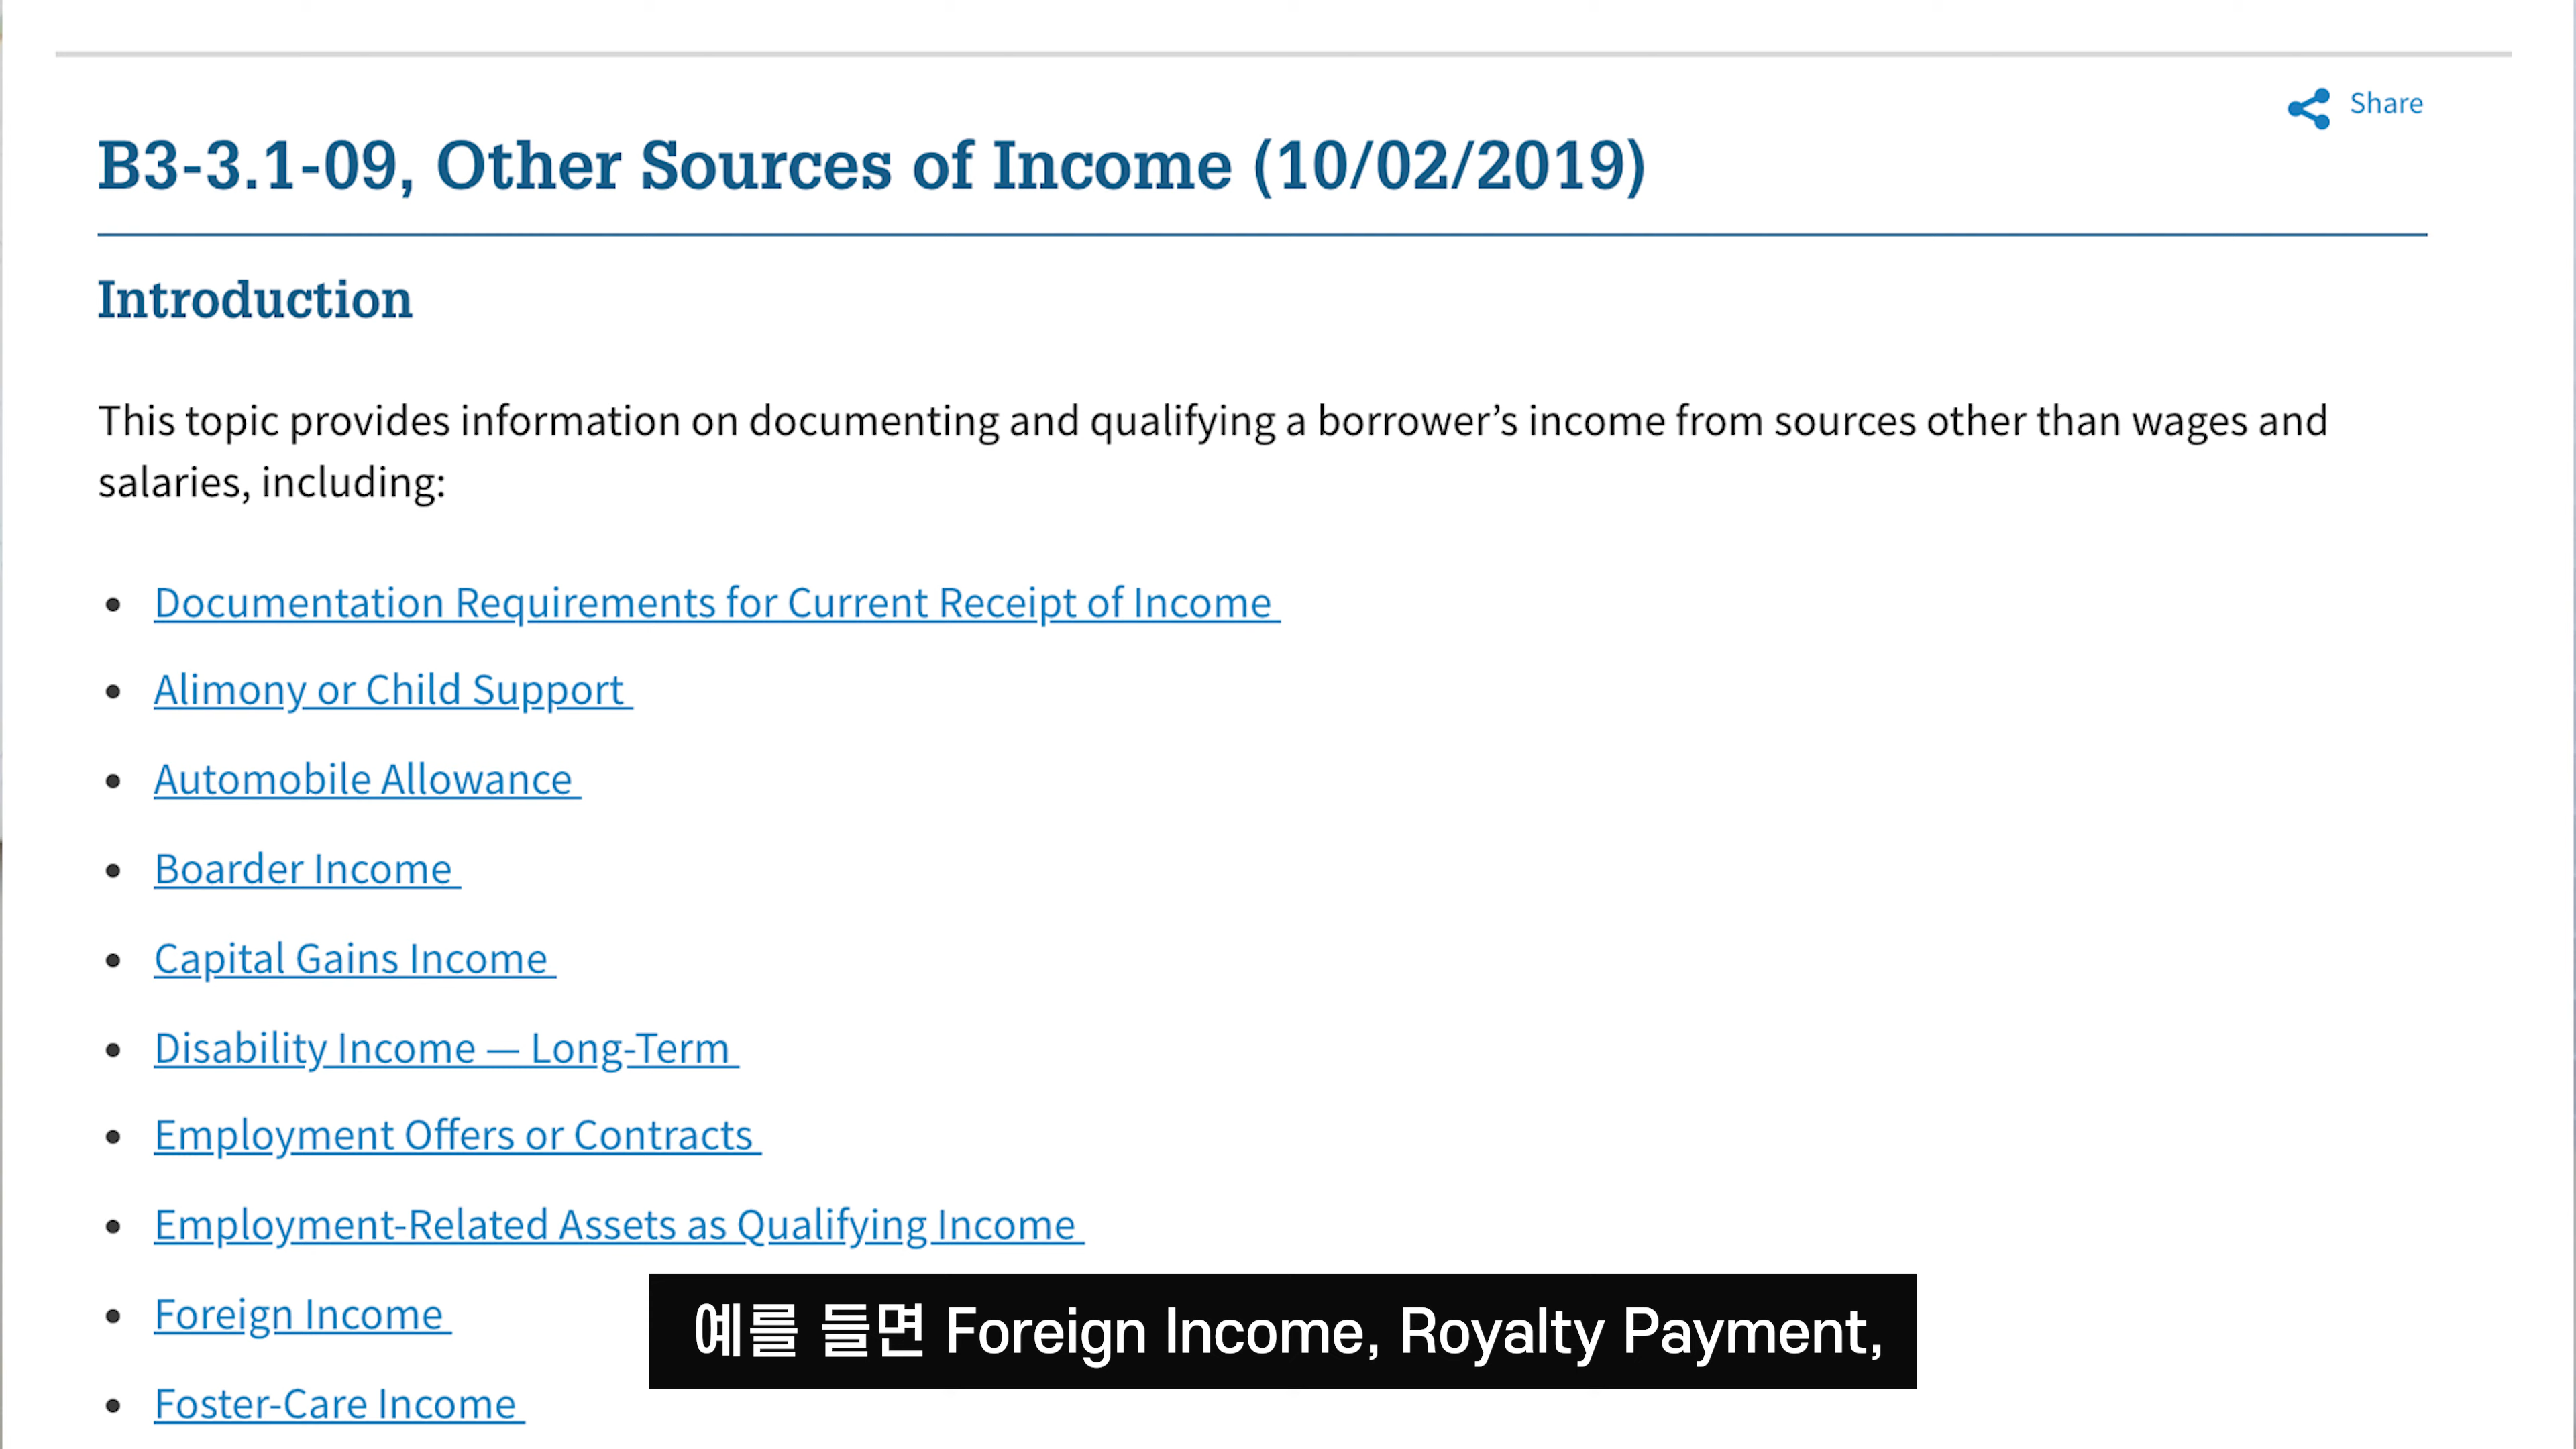 Share
B3-3.1-09, Other Sources of Income (10/02/2019)
Introduction
This topic provides information on documenting and qualifying a borrower’s income from sources other than wages and
salaries, including:
• Documentation Requirements for Current Receipt of Income
• Alimony or Child Support
• Automobile Allowance
• Boarder Income
• Capital Gains Income
• Disability Income — Long-Term
• Employment Offers or Contracts
• Employment-Related Assets as Qualifying Income
• Foreign Income
예를 들면 Foreign Income, Royalty Payment,
• Foster-Care Income